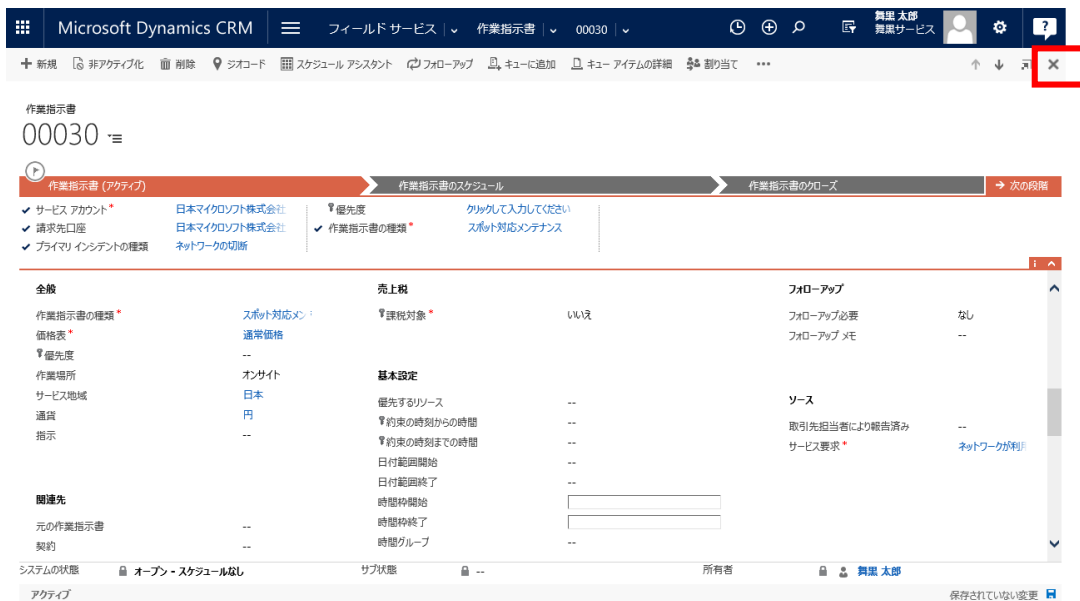 Microsoft Dynamics CRM フィールド サービス 作業指示書 00030 舞黒 太郎
舞黒サービス ?
新規 非アクティブ化 削除 ジオコード スケジュール アシスタント フォローアップ キューに追加 キュー アイテムの詳細 割り当て •••
作業指示書
00030
作業指示書 (アクティブ) 作業指示書のスケジュール 作業指示書のクローズ → 次の段階
サービス アカウント* 日本マイクロソフト株式会社 優先度 クリックして入力してください
請求先口座 日本マイクロソフト株式会社 作業指示書の種類* スポット対応メンテナンス
プライマリ インシデントの種類 ネットワークの切断
全般 売上税 フォローアップ
作業指示書の種類* スポット対応メン 課税対象* いいえ フォローアップ必要 なし
価格表* 通常価格 フォローアップ メモ --
優先度 --
作業場所 オンサイト 基本設定
サービス地域 日本 優先するリソース -- ソース
通貨 円 約束の時刻からの時間 -- 取引先担当者により報告済み --
指示 -- 約束の時刻までの時間 -- サービス要求* ネットワークが利用
日付範囲開始 --
日付範囲終了 --
関連先 時間枠開始
元の作業指示書 -- 時間枠終了
契約 -- 時間グループ --
システムの状態 オープン - スケジュールなし サブ状態 -- 所有者 舞黒 太郎
アクティブ 保存されていない変更